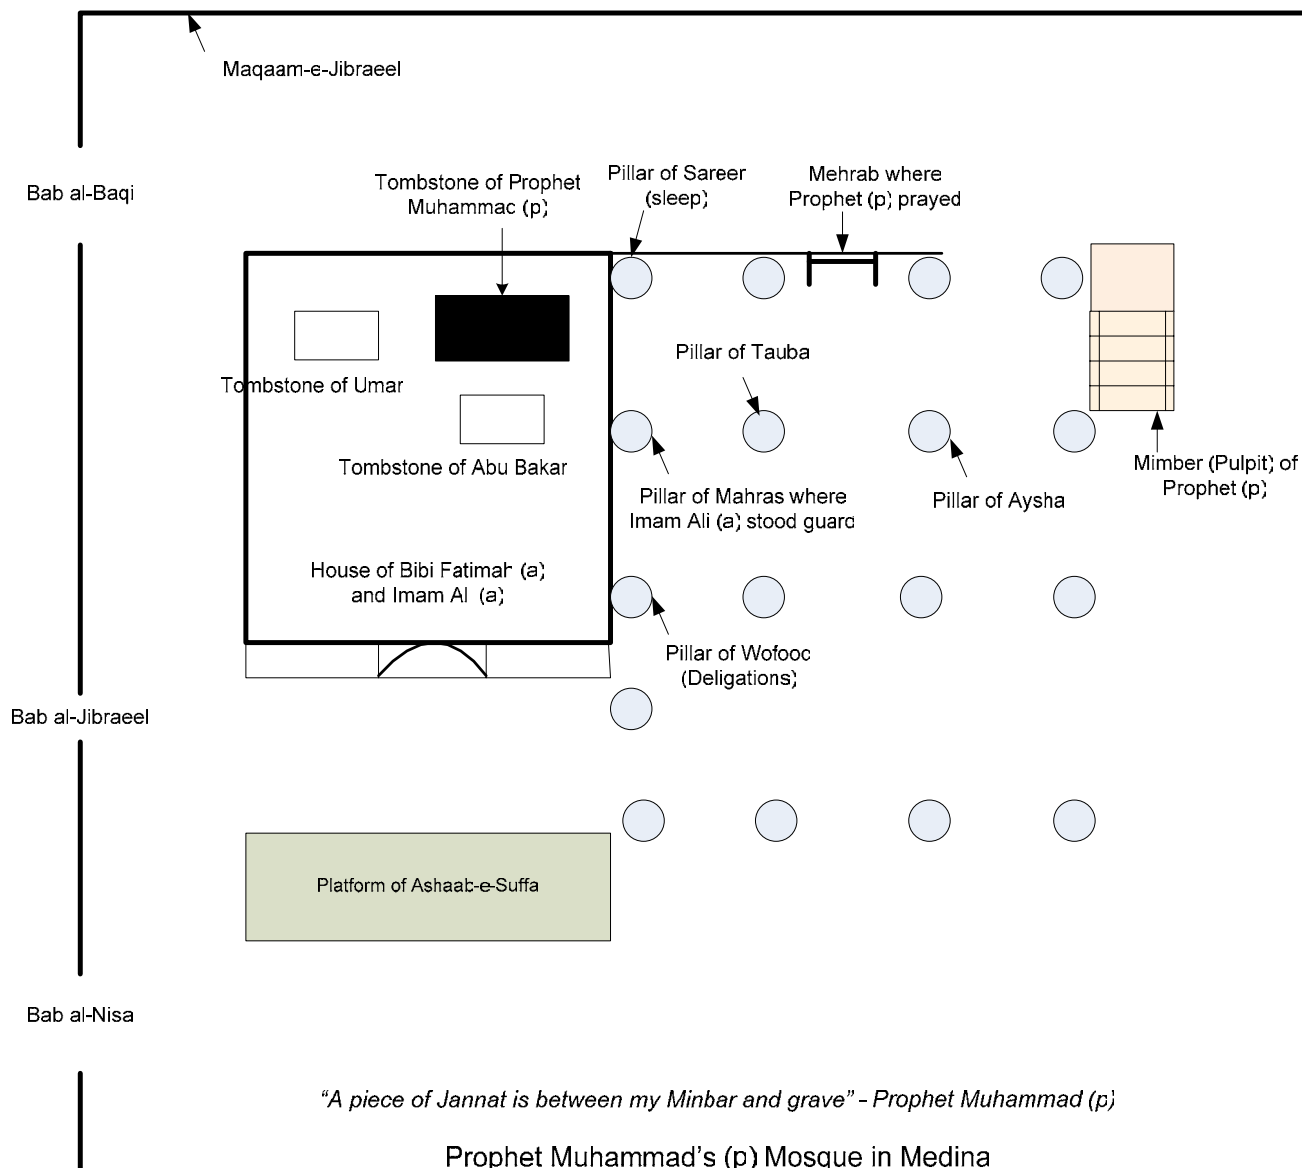 Maqaam-e-Jibraeel
Bab al-Baqi
Tombstone of Prophet
Muhammac (p)
Pillar of Sareer
(sleep)
Mehrab where
Prophet (p) prayed
Pillar of Tauba
Tombstone of Umar
Tombstone of Abu Bakar
Pillar of Mahras where
Imam Ali (a) stood guard
Pillar of Aysha
Mimber (Pulpit) of
Prophet (p)
House of Bibi Fatimah (a)
and Imam Al (a)
Pillar of Wofooc
(Deligations)
Bab al-Jibraeel
Platform of Ashaab-e-Suffa
Bab al-Nisa
“A piece of Jannat is between my Minbar and grave” – Prophet Muhammad (p)
Prophet Muhammad’s (p) Mosque in Medina